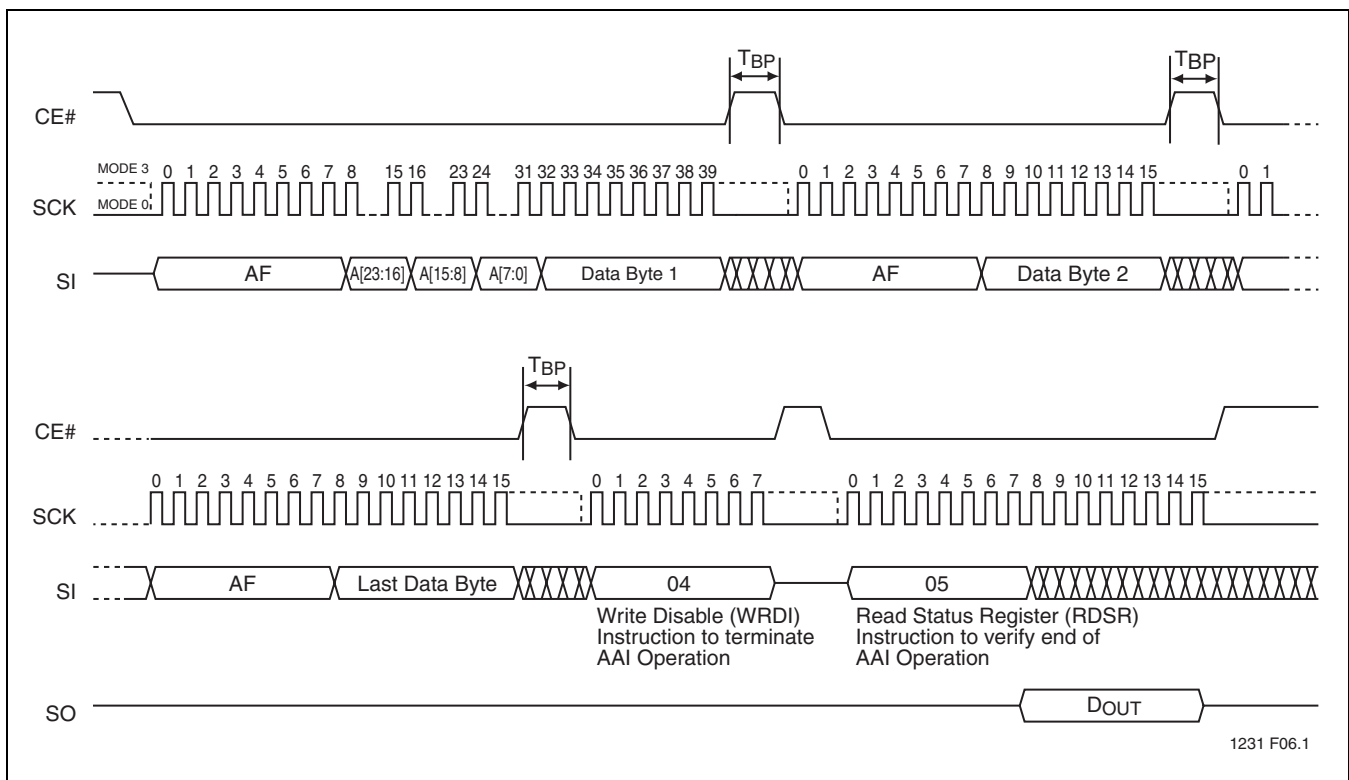 TBP TBP
CE#
MODE 3 0 1 2 3 4 5 6 7 8 15 16 23 24 31 32 33 34 35 36 37 38 39 0 1 2 3 4 5 6 7 8 9 10 11 12 13 14 15 0 1
SCK MODE 0
SI AF A[23:16] A[15:8] A[7:0] Data Byte 1 AF Data Byte 2
TBP
CE#
0 1 2 3 4 5 6 7 8 9 10 11 12 13 14 15 0 1 2 3 4 5 6 7 0 1 2 3 4 5 6 7 8 9 10 11 12 13 14 15
SCK
SI AF Last Data Byte 04 05
Write Disable (WRDI)
Instruction to terminate
AAI Operation
Read Status Register (RDSR)
Instruction to verify end of
AAI Operation
SO DOUT
1231 F06.1